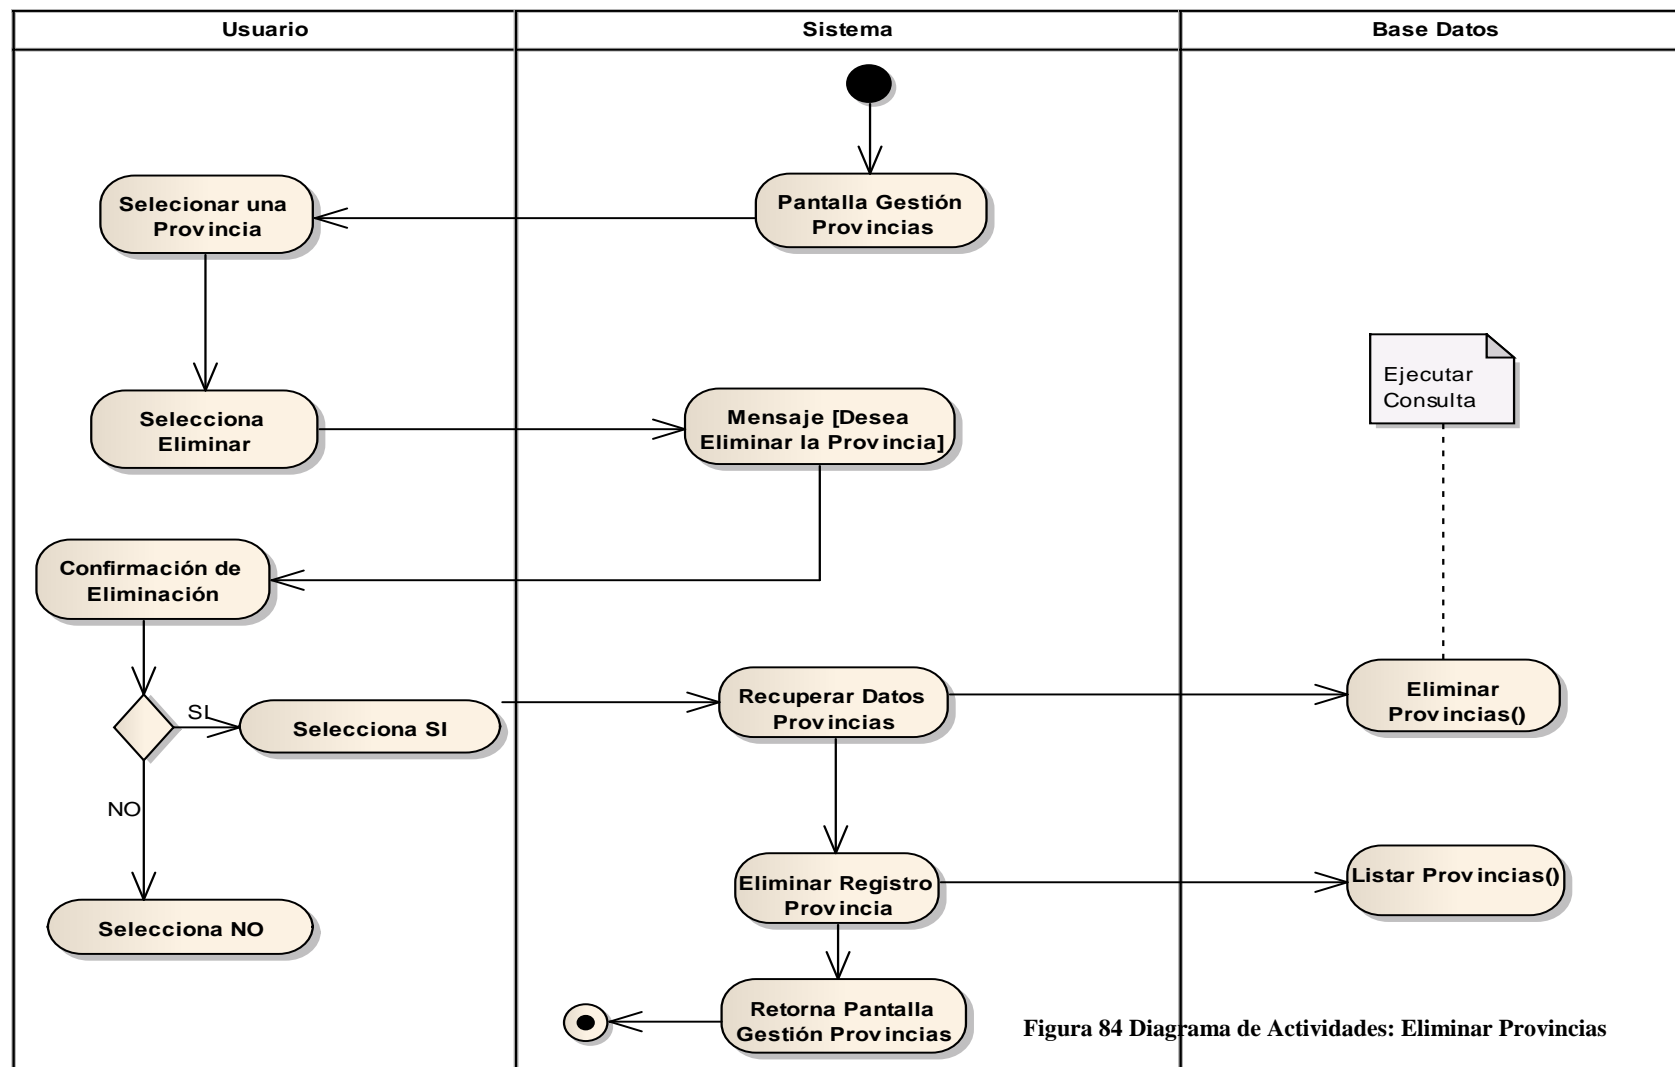 Usuario
Sistema
Base Datos
Selecionar una
Provincia
Pantalla Gestión
Provincias
Ejecutar
Consulta
Selecciona
Eliminar
Mensaje [Desea
Eliminar la Provincia]
Confirmación de
Eliminación
SI
Selecciona SI
Recuperar Datos
Provincias
Eliminar
Provincias()
NO
Selecciona NO
Eliminar Registro
Provincia
Listar Provincias()
Retorna Pantalla
Gestión Provincias
Figura 84 Diagrama de Actividades: Eliminar Provincias